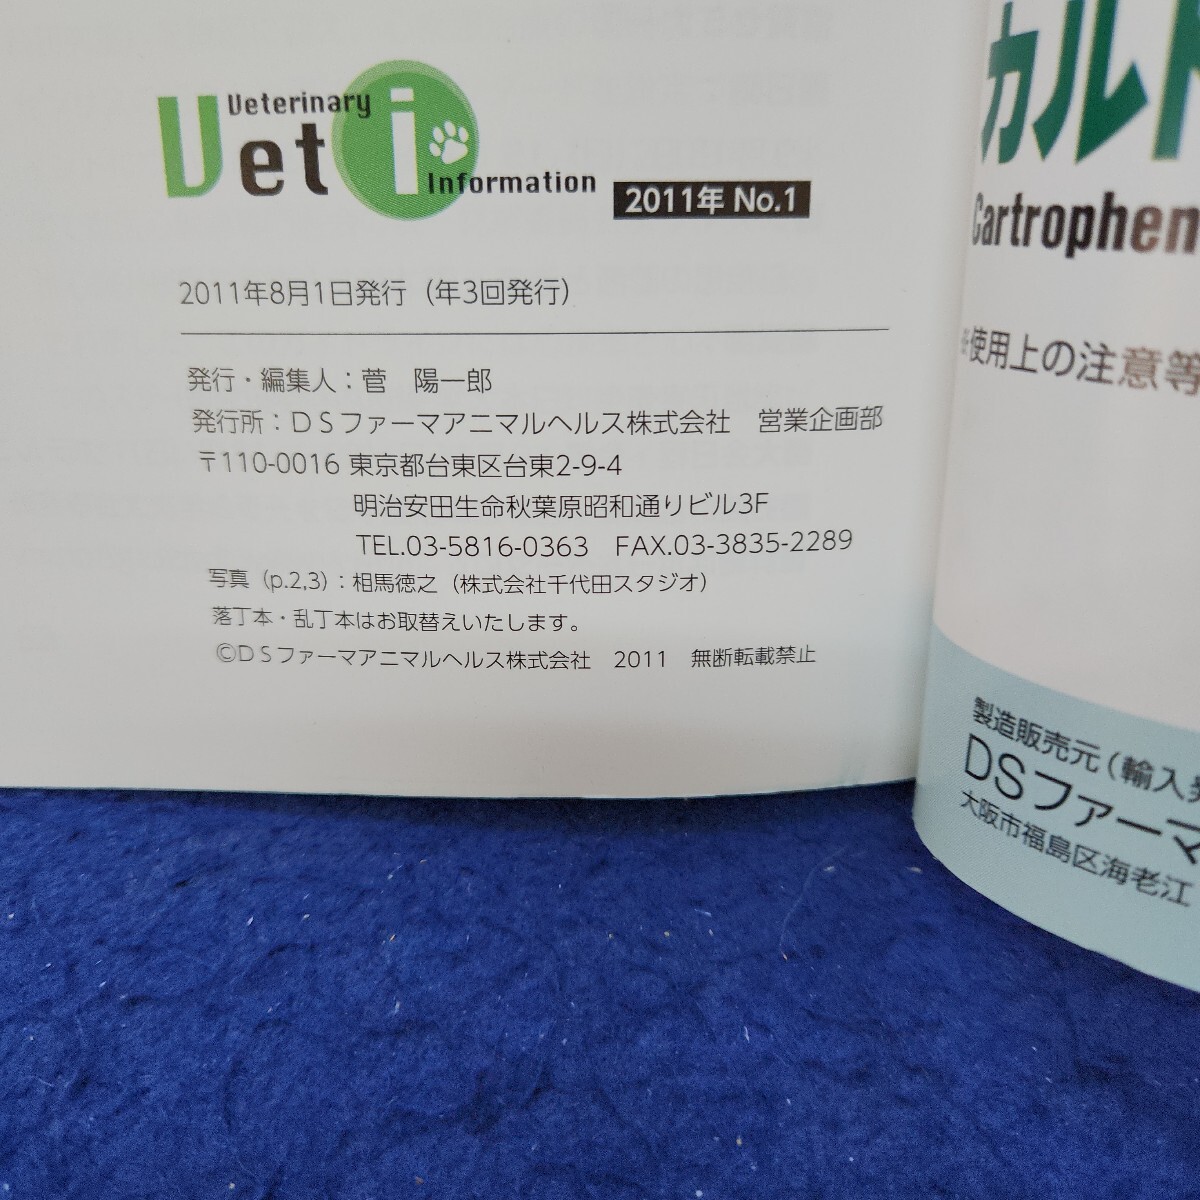 Veterinary
Vet i
Information
2011年 No.1
2011年8月1日発行（年3回発行）
発行・編集人：菅　陽一郎
発行所：ＤＳファーマアニマルヘルス株式会社　営業企画部
〒110-0016 東京都台東区台東2-9-4
明治安田生命秋葉原昭和通りビル3F
TEL.03-5816-0363　FAX.03-3835-2289
写真（p.2,3）：相馬徳之（株式会社千代田スタジオ）
落丁本・乱丁本はお取替えいたします。
©ＤＳファーマアニマルヘルス株式会社　2011　無断転載禁止
カルト
Cartrophen
※使用上の注意等
製造販売元（輸入発
DSファーマ
大阪市福島区海老江